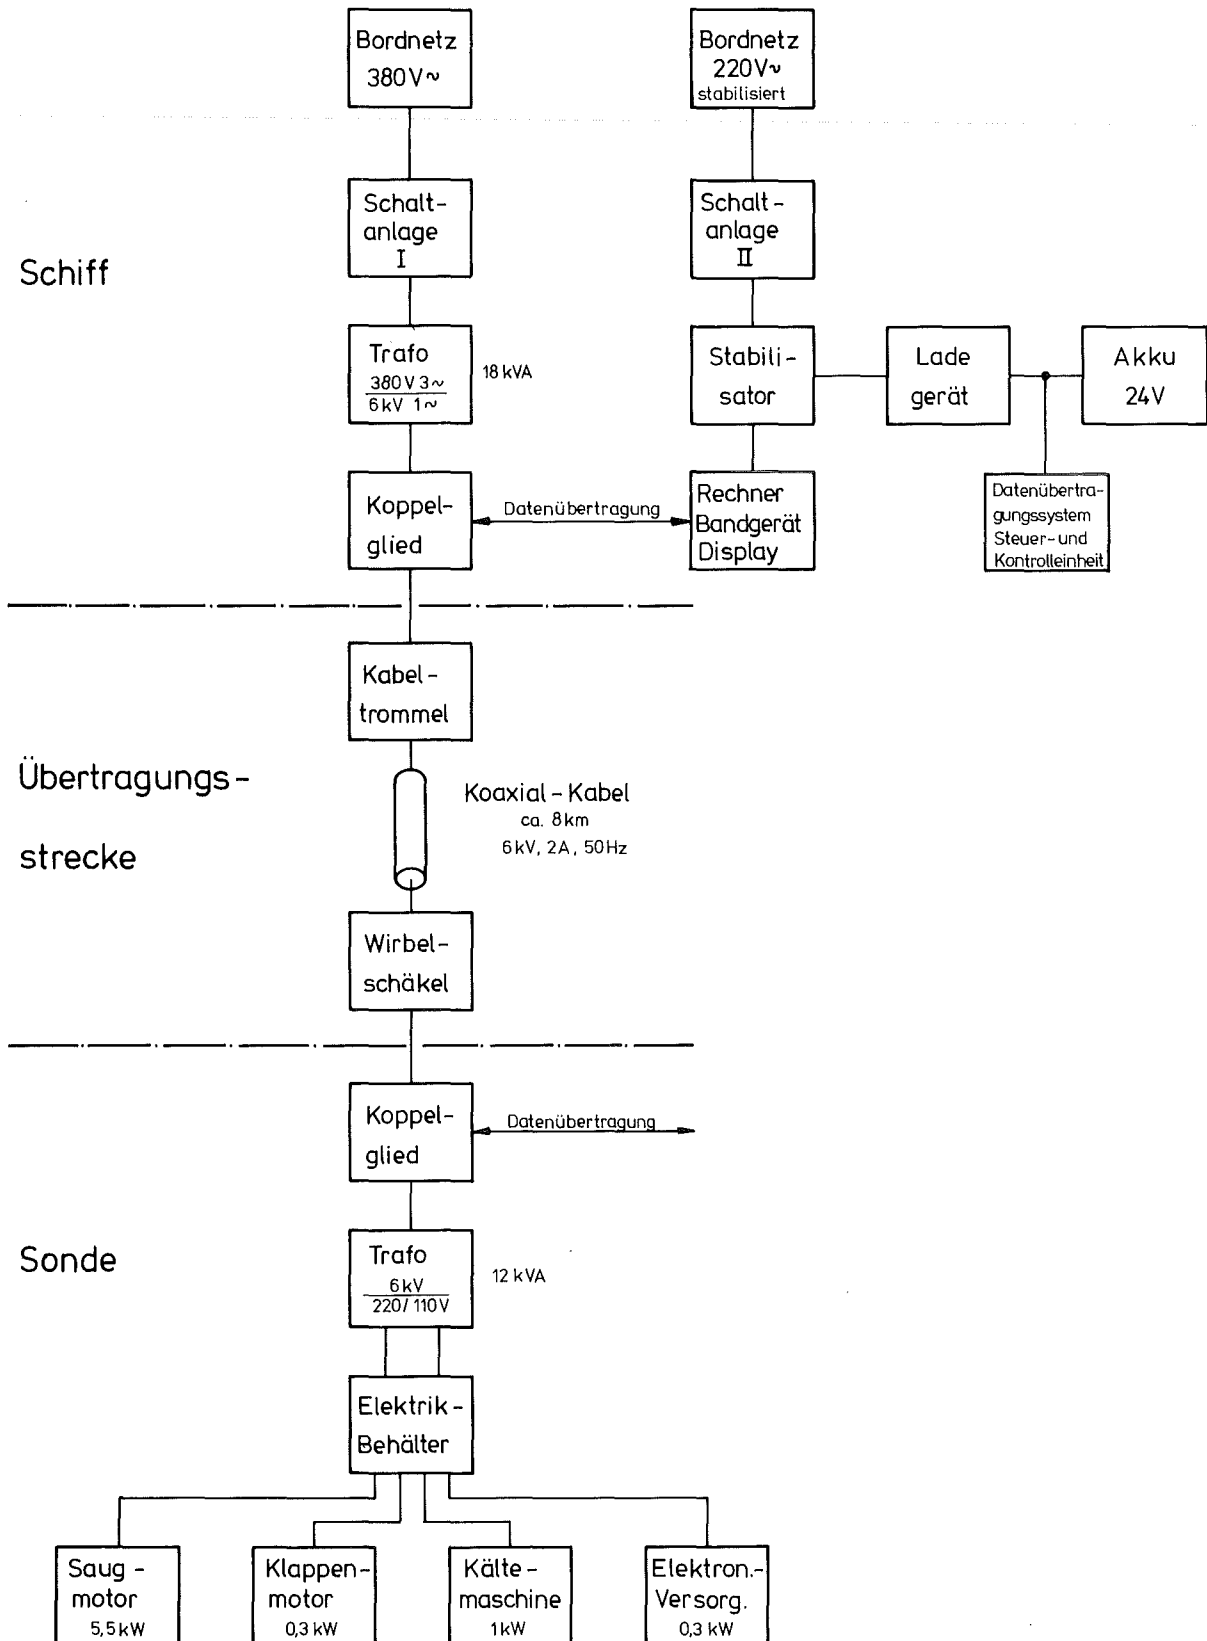 Bordnetz
380V~
Bordnetz
220V~
stabilisiert
Schalt-
anlage
I
Schalt-
anlage
II
Schiff
Trafo
380V 3~
6kV 1~
18 kVA
Stabili-
sator
Lade
gerät
Akku
24V
Koppel-
glied
Datenübertragung
Rechner
Bandgerät
Display
Datenübertra-
gungssystem
Steuer-und
Kontrolleinheit
Kabel-
trommel
Übertragungs-
strecke
Koaxial-Kabel
ca. 8km
6kV, 2A, 50Hz
Wirbel-
schäkel
Koppel-
glied
Datenübertragung
Sonde
Trafo
6kV
220/110V
12 kVA
Elektrik-
Behälter
Saug-
motor
5,5kW
Klappen-
motor
0,3kW
Kälte-
maschine
1kW
Elektron.-
Versorg.
0,3 kW